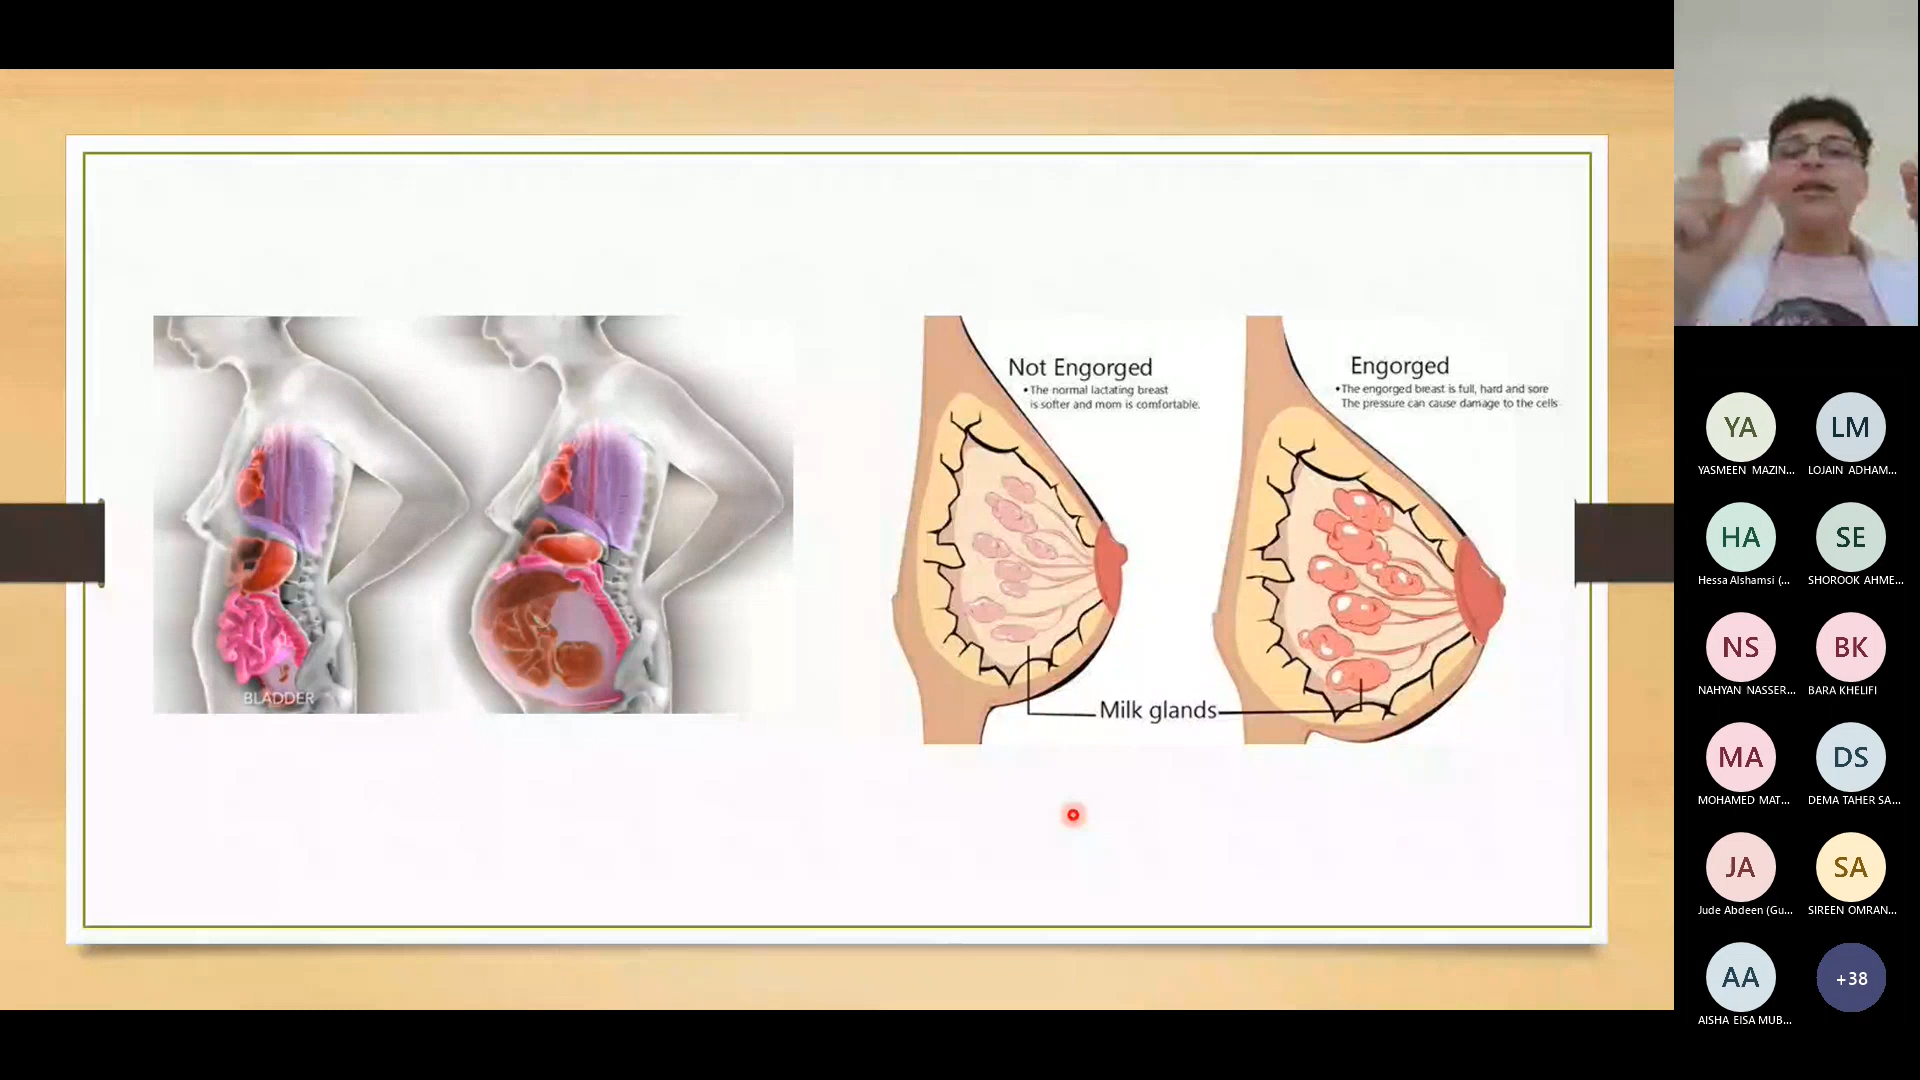 BLADDER
Not Engorged
•The normal lactating breast
is softer and mom is comfortable.
Engorged
•The engorged breast is full, hard and sore
The pressure can cause damage to the cells
Milk glands
YA
YASMEEN MAZIN...
LM
LOJAIN ADHAM...
HA
Hessa Alshamsi (...
SE
SHOROOK AHME...
NS
NAHYAN NASSER...
BK
BARA KHELIFI
MA
MOHAMED MAT...
DS
DEMA TAHER SA...
JA
Jude Abdeen (Gu...
SA
SIREEN OMRAN...
AA
AISHA EISA MUB...
+38